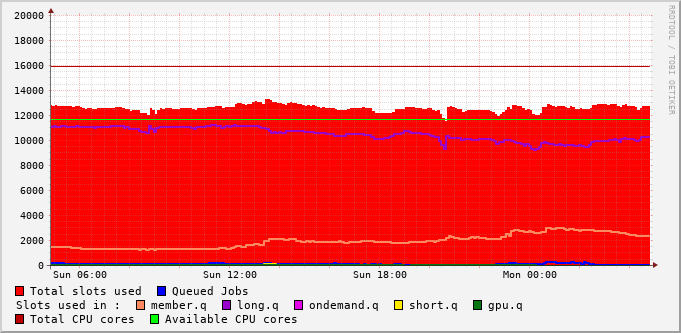 RRDTOOL / TOBI OETIKER
20000
18000
16000
14000
12000
10000
8000
6000
4000
2000
0
Sun 06:00 Sun 12:00 Sun 18:00 Mon 00:00
Total slots used Queued Jobs
Slots used in : member.q long.q ondemand.q short.q gpu.q
Total CPU cores Available CPU cores